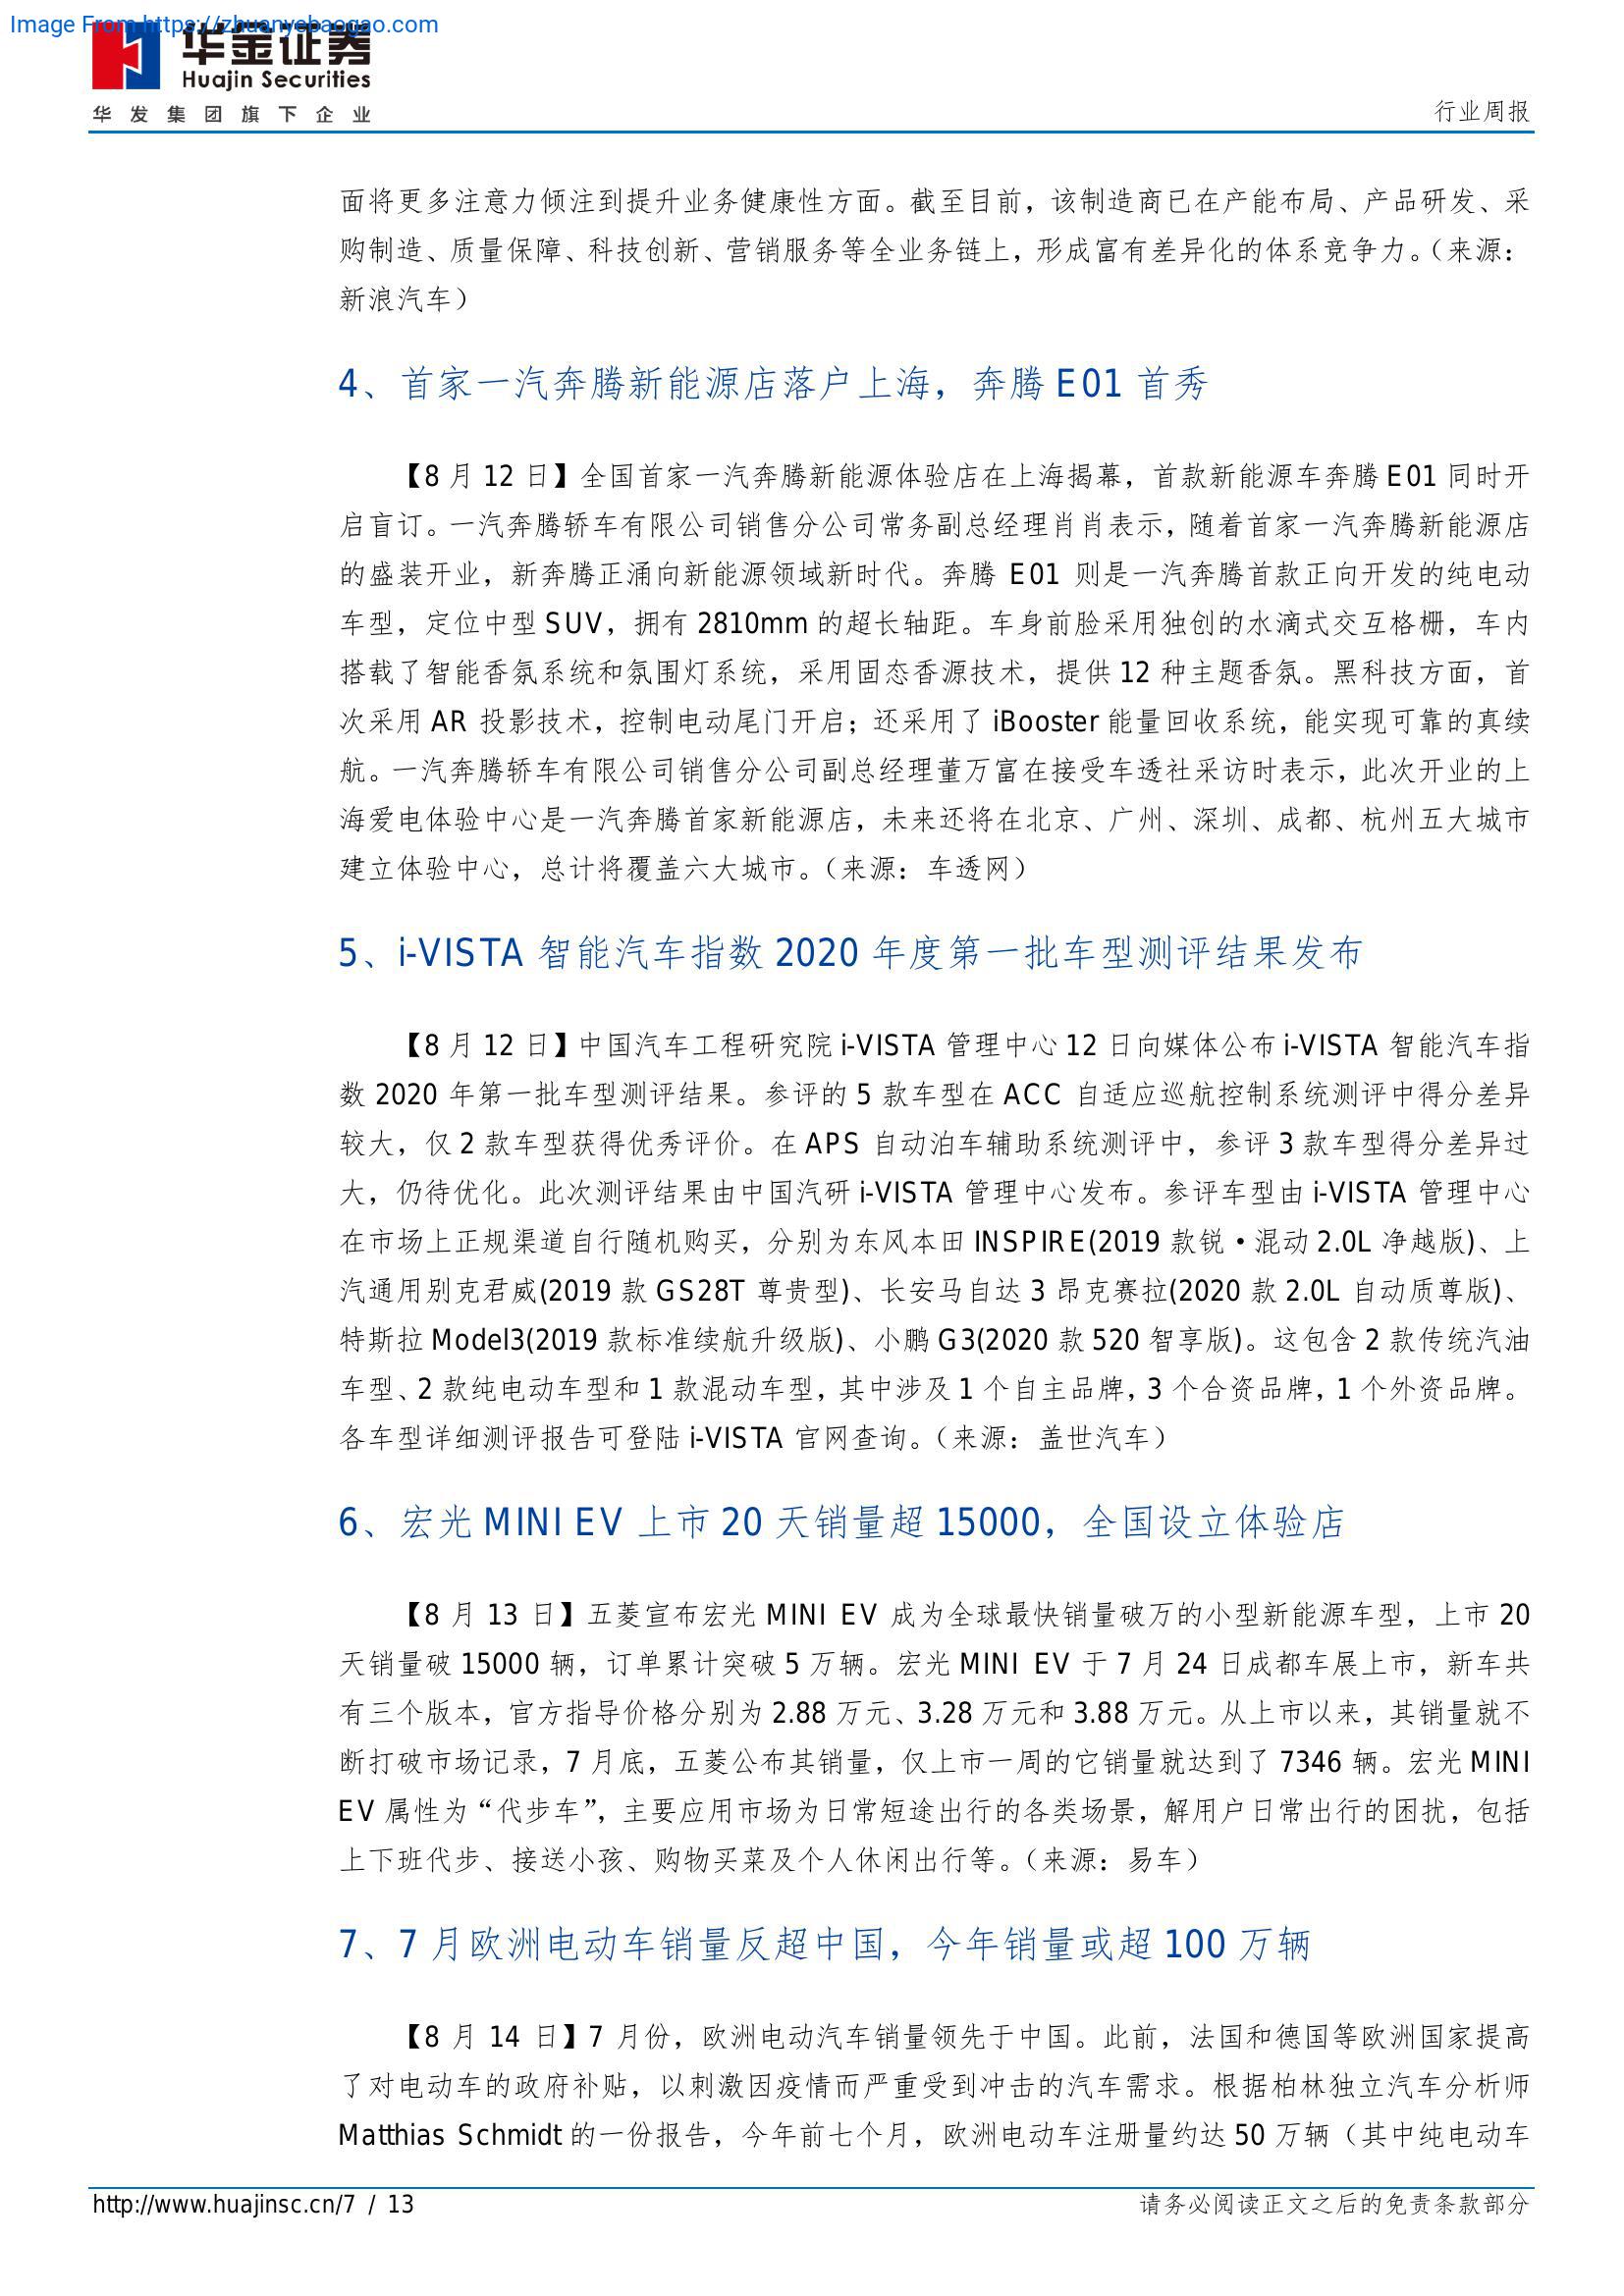 Image From https://zhuanyebaogao.com
华金证券
Huajin Securities
华发集团旗下企业
行业周报
面将更多注意力倾注到提升业务健康性方面。截至目前，该制造商已在产能布局、产品研发、采
购制造、质量保障、科技创新、营销服务等全业务链上，形成富有差异化的体系竞争力。（来源：
新浪汽车）
4、首家一汽奔腾新能源店落户上海，奔腾 E01 首秀
【8 月 12 日】全国首家一汽奔腾新能源体验店在上海揭幕，首款新能源车奔腾 E01 同时开
启盲订。一汽奔腾轿车有限公司销售分公司常务副总经理肖肖表示，随着首家一汽奔腾新能源店
的盛装开业，新奔腾正涌向新能源领域新时代。奔腾 E01 则是一汽奔腾首款正向开发的纯电动
车型，定位中型 SUV，拥有 2810mm 的超长轴距。车身前脸采用独创的水滴式交互格栅，车内
搭载了智能香氛系统和氛围灯系统，采用固态香源技术，提供 12 种主题香氛。黑科技方面，首
次采用 AR 投影技术，控制电动尾门开启；还采用了 iBooster 能量回收系统，能实现可靠的真续
航。一汽奔腾轿车有限公司销售分公司副总经理董万富在接受车透社采访时表示，此次开业的上
海爱电体验中心是一汽奔腾首家新能源店，未来还将在北京、广州、深圳、成都、杭州五大城市
建立体验中心，总计将覆盖六大城市。（来源：车透网）
5、i-VISTA 智能汽车指数 2020 年度第一批车型测评结果发布
【8 月 12 日】中国汽车工程研究院 i-VISTA 管理中心 12 日向媒体公布 i-VISTA 智能汽车指
数 2020 年第一批车型测评结果。参评的 5 款车型在 ACC 自适应巡航控制系统测评中得分差异
较大，仅 2 款车型获得优秀评价。在 APS 自动泊车辅助系统测评中，参评 3 款车型得分差异过
大，仍待优化。此次测评结果由中国汽研 i-VISTA 管理中心发布。参评车型由 i-VISTA 管理中心
在市场上正规渠道自行随机购买，分别为东风本田 INSPIRE(2019 款锐•混动 2.0L 净越版)、上
汽通用别克君威(2019 款 GS28T 尊贵型)、长安马自达 3 昂克赛拉(2020 款 2.0L 自动质尊版)、
特斯拉 Model3(2019 款标准续航升级版)、小鹏 G3(2020 款 520 智享版)。这包含 2 款传统汽油
车型、2 款纯电动车型和 1 款混动车型，其中涉及 1 个自主品牌，3 个合资品牌，1 个外资品牌。
各车型详细测评报告可登陆 i-VISTA 官网查询。（来源：盖世汽车）
6、宏光 MINI EV 上市 20 天销量超 15000，全国设立体验店
【8 月 13 日】五菱宣布宏光 MINI EV 成为全球最快销量破万的小型新能源车型，上市 20
天销量破 15000 辆，订单累计突破 5 万辆。宏光 MINI EV 于 7 月 24 日成都车展上市，新车共
有三个版本，官方指导价格分别为 2.88 万元、3.28 万元和 3.88 万元。从上市以来，其销量就不
断打破市场记录，7 月底，五菱公布其销量，仅上市一周的它销量就达到了 7346 辆。宏光 MINI
EV 属性为“代步车”，主要应用市场为日常短途出行的各类场景，解用户日常出行的困扰，包括
上下班代步、接送小孩、购物买菜及个人休闲出行等。（来源：易车）
7、7 月欧洲电动车销量反超中国，今年销量或超 100 万辆
【8 月 14 日】7 月份，欧洲电动汽车销量领先于中国。此前，法国和德国等欧洲国家提高
了对电动车的政府补贴，以刺激因疫情而严重受到冲击的汽车需求。根据柏林独立汽车分析师
Matthias Schmidt 的一份报告，今年前七个月，欧洲电动车注册量约达 50 万辆（其中纯电动车
http://www.huajinsc.cn/7 / 13
请务必阅读正文之后的免责条款部分